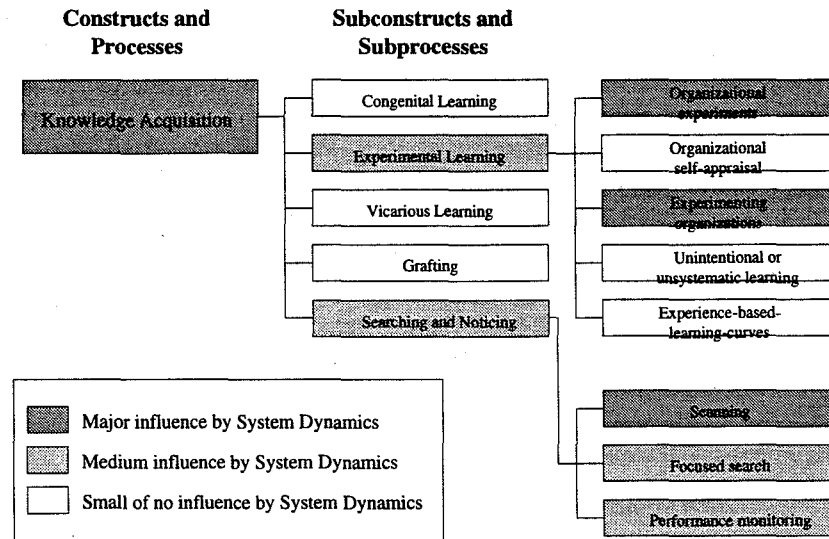 Constructs and
Processes
Subconstructs and
Subprocesses
Knowledge Acquisition
Congenital Learning
Experimental Learning
Vicarious Learning
Grafting
Searching and Noticing
Organizational
experiments
Organizational
self-appraisal
Experimenting
organizations
Unintentional or
unsystematic learning
Experience-based-
learning-curves
Scanning
Focused search
Performance monitoring
Major influence by System Dynamics
Medium influence by System Dynamics
Small of no influence by System Dynamics